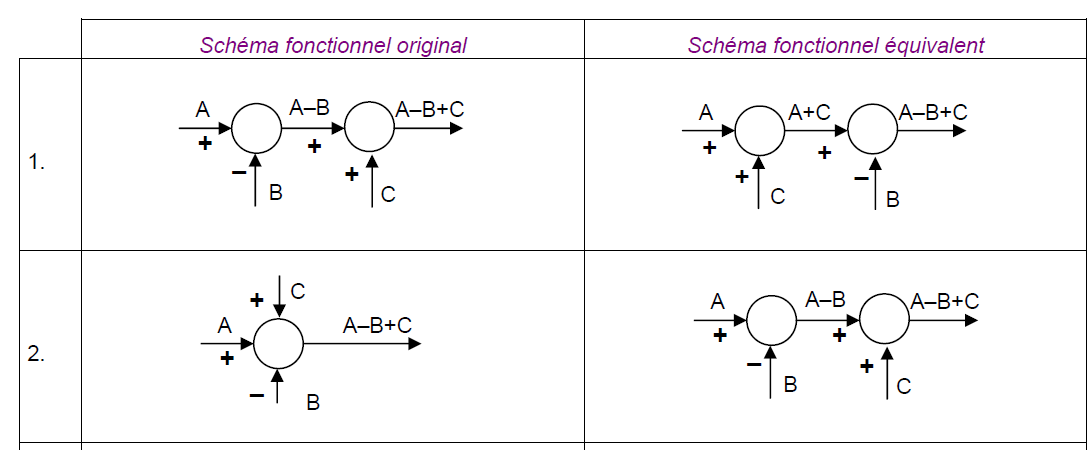 Schéma fonctionnel original Schéma fonctionnel équivalent
1.
A A–B A–B+C
+ +
– +
B C
A A+C A–B+C
+ +
+ –
C B
2.
+ C
A A–B+C
+
– B
A A–B A–B+C
+ +
– +
B C